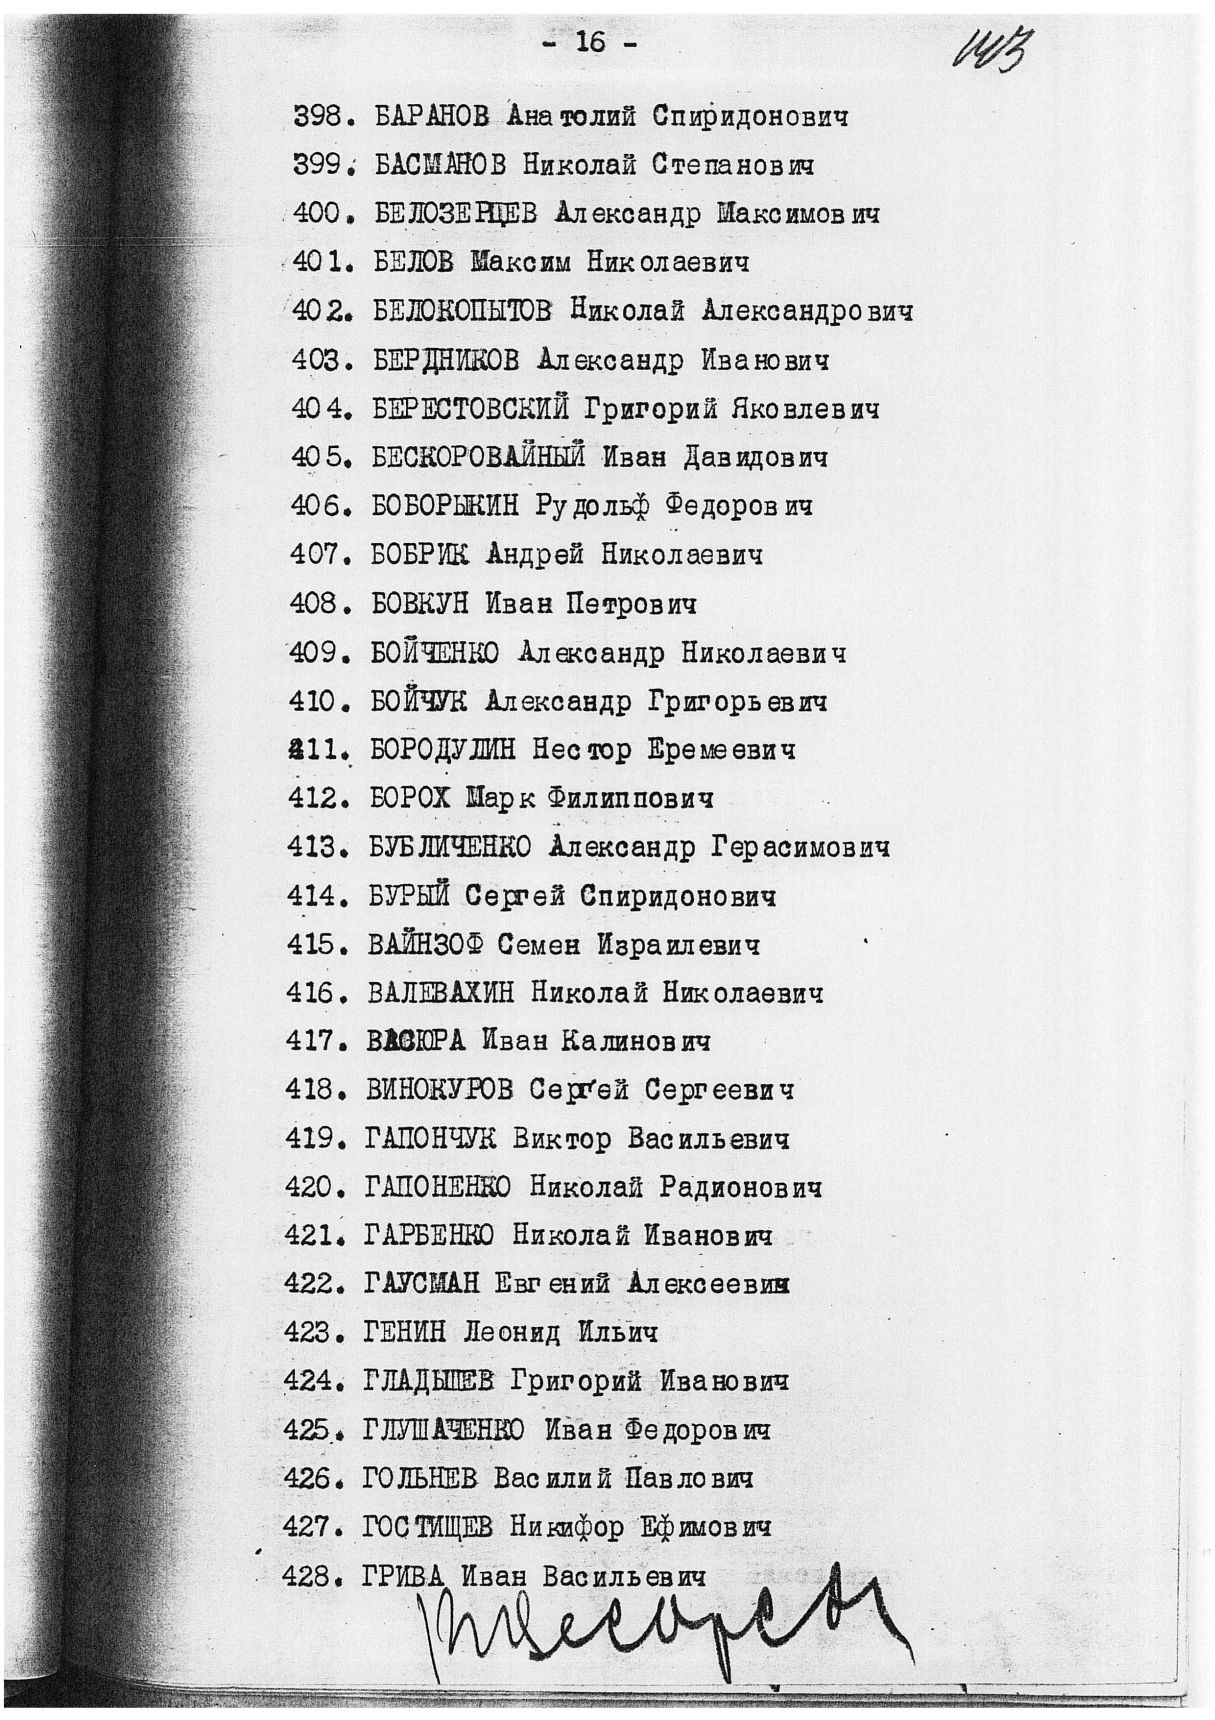 - 16 -
398. БАРАНОВ Анатолий Спиридонович
399. БАСМАНОВ Николай Степанович
400. БЕЛОЗЕРЦЕВ Александр Максимович
401. БЕЛОВ Максим Николаевич
402. БЕЛОКОПЫТОВ Николай Александрович
403. БЕРДНИКОВ Александр Иванович
404. БЕРЕСТОВСКИЙ Григорий Яковлевич
405. БЕСКОРОВАЙНЫЙ Иван Давидович
406. БОБОРЫКИН Рудольф Федорович
407. БОБРИК Андрей Николаевич
408. БОВКУН Иван Петрович
409. БОЙЧЕНКО Александр Николаевич
410. БОЙЧУК Александр Григорьевич
411. БОРОДУЛИН Нестор Еремеевич
412. БОРОХ Марк Филиппович
413. БУБЛИЧЕНКО Александр Герасимович
414. БУРЫЙ Сергей Спиридонович
415. ВАЙНЗОФ Семен Израилевич
416. ВАЛЕВАХИН Николай Николаевич
417. ВАСЮРА Иван Калинович
418. ВИНОКУРОВ Сергей Сергеевич
419. ГАПОНЧУК Виктор Васильевич
420. ГАПОНЕНКО Николай Радионович
421. ГАРБЕНКО Николай Иванович
422. ГАУСМАН Евгений Алексеевич
423. ГЕНИН Леонид Ильич
424. ГЛАДЫШЕВ Григорий Иванович
425. ГЛУШАЧЕНКО Иван Федорович
426. ГОЛЬНЕВ Василий Павлович
427. ГОСТИЩЕВ Никифор Ефимович
428. ГРИВА Иван Васильевич